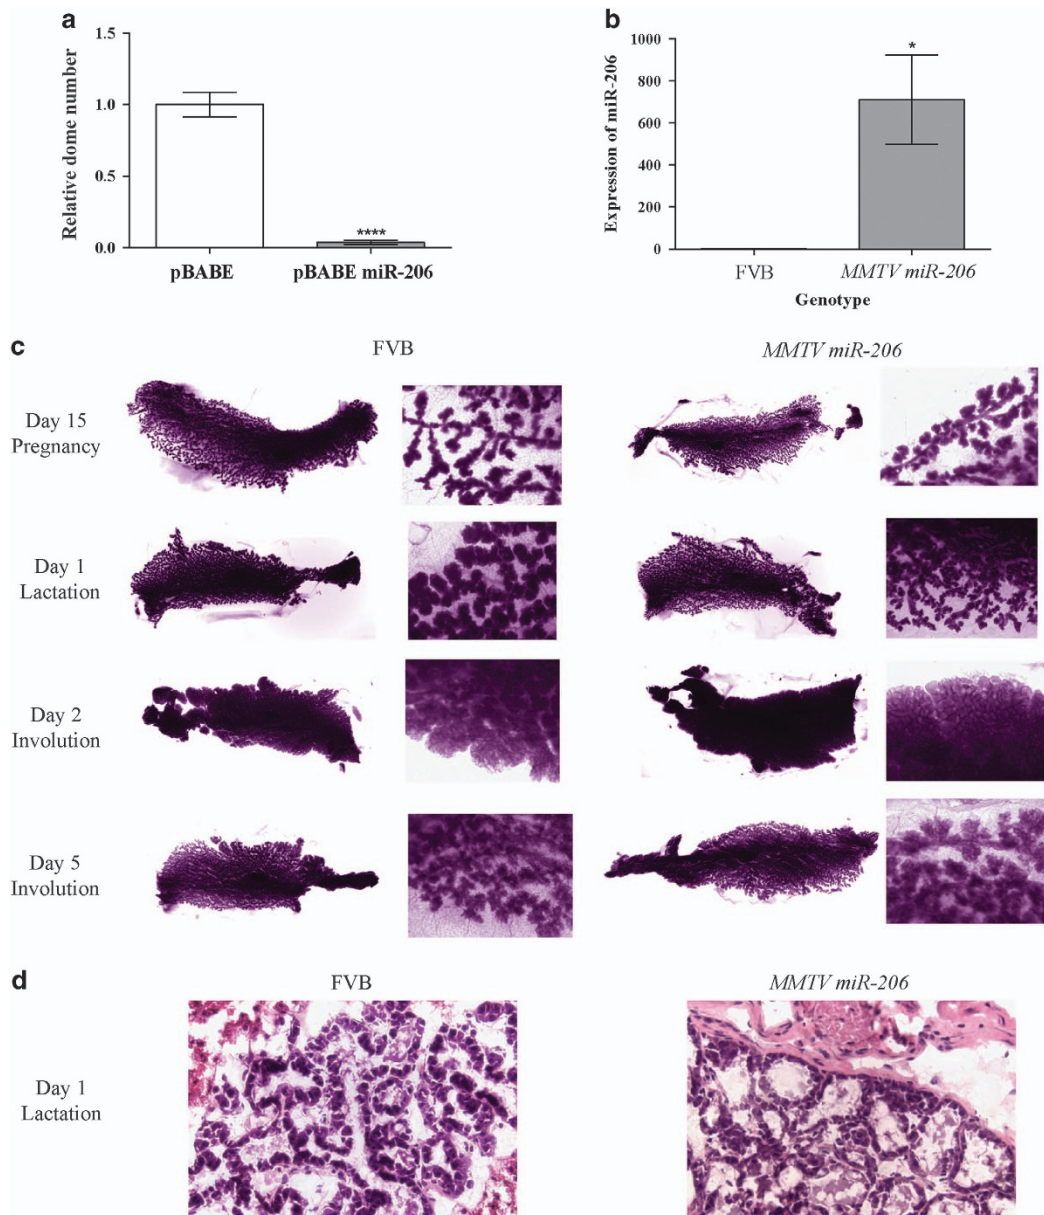 a
1.5
1.0
0.5
0.0
Relative dome number
****
pBABE
pBABE miR-206
b
1000
800
600
400
200
0
Expression of miR-206
*
FVB
MMTV miR-206
Genotype
c
FVB
MMTV miR-206
Day 15
Pregnancy
Day 1
Lactation
Day 2
Involution
Day 5
Involution
d
FVB
MMTV miR-206
Day 1
Lactation